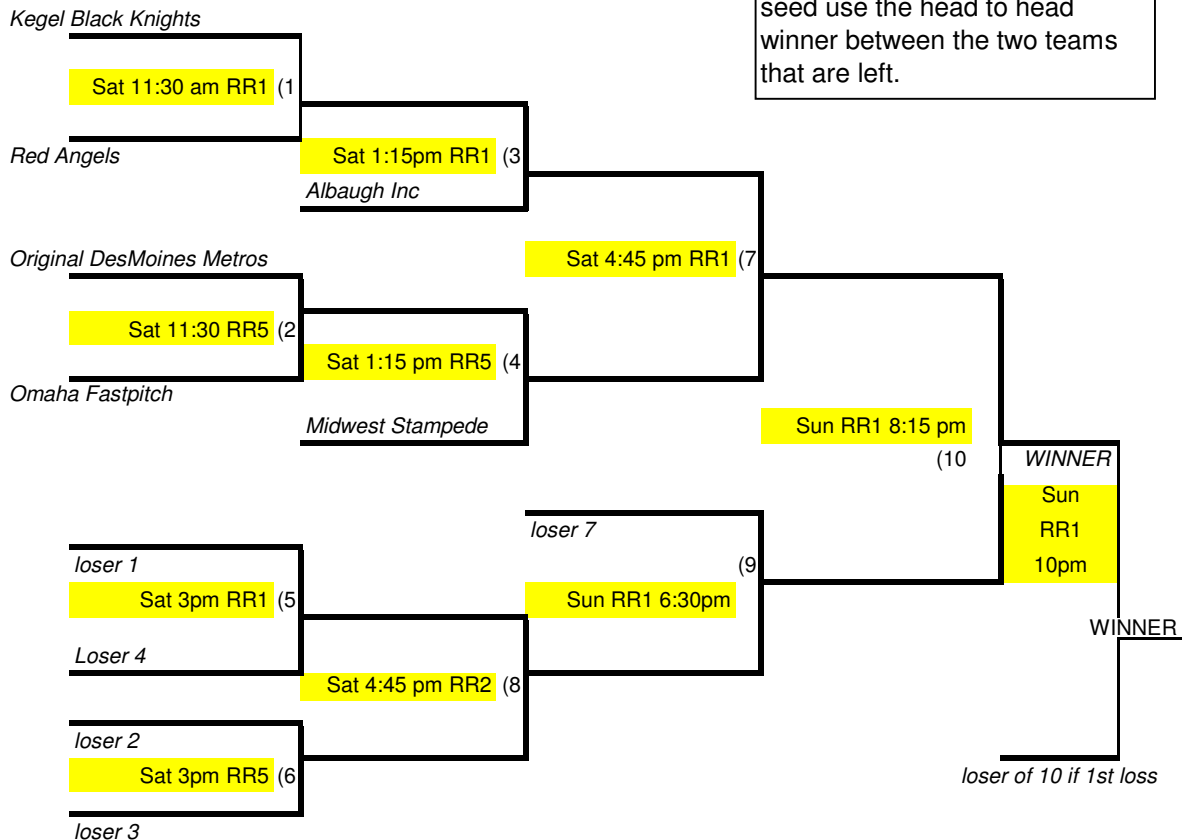 seed use the head to head
winner between the two teams
that are left.
Kegel Black Knights
Sat 11:30 am RR1 (1
Red Angels
Sat 1:15pm RR1 (3
Albaugh Inc
Original DesMoines Metros
Sat 4:45 pm RR1 (7
Sat 11:30 RR5 (2
Sat 1:15 pm RR5 (4
Omaha Fastpitch
Midwest Stampede
Sun RR1 8:15 pm
(10
WINNER
Sun
RR1
10pm
loser 7
loser 1
(9
Sat 3pm RR1 (5
Sun RR1 6:30pm
WINNER
Loser 4
Sat 4:45 pm RR2 (8
loser 2
Sat 3pm RR5 (6
loser of 10 if 1st loss
loser 3